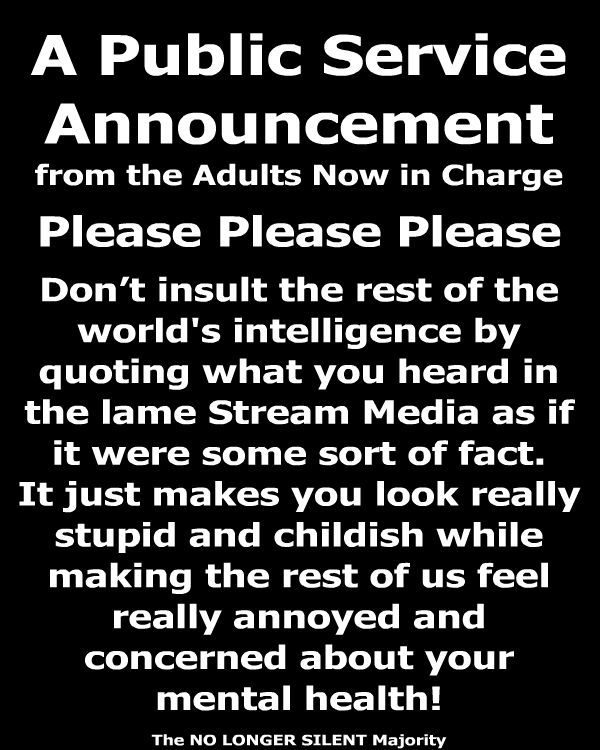 A Public Service
Announcement
from the Adults Now in Charge
Please Please Please
Don’t insult the rest of the
world's intelligence by
quoting what you heard in
the lame Stream Media as if
it were some sort of fact.
It just makes you look really
stupid and childish while
making the rest of us feel
really annoyed and
concerned about your
mental health!
The NO LONGER SILENT Majority